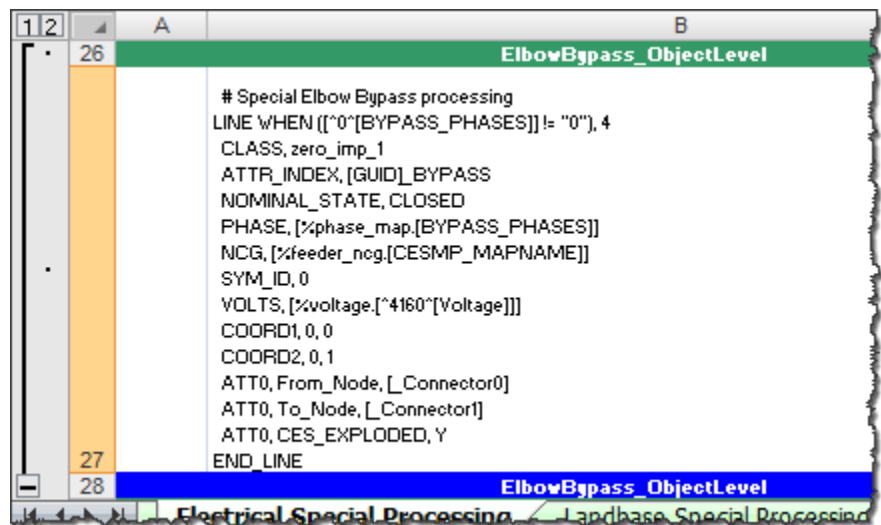 1 2 A B
26 ElbowBypass_ObjectLevel
# Special Elbow Bypass processing
LINE WHEN ([^0^[BYPASS_PHASES]] != "0"), 4
CLASS, zero_imp_1
ATTR_INDEX, [GUID]_BYPASS
NOMINAL_STATE, CLOSED
PHASE, [%phase_map.[BYPASS_PHASES]]
NCG, [%feeder_ncg.[CESMP_MAPNAME]]
SYM_ID, 0
VOLTS, [%voltage.[^4160^[Voltage]]]
COORD1, 0, 0
COORD2, 0, 1
ATT0, From_Node, [_Connector0]
ATT0, To_Node, [_Connector1]
ATT0, CES_EXPLODED, Y
27 END_LINE
28 ElbowBypass_ObjectLevel
Electrical Special Processing Landbase Special Processing